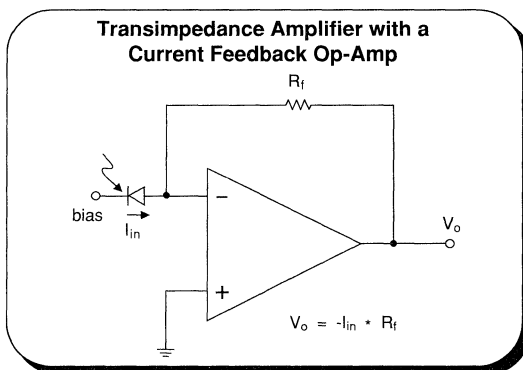 Transimpedance Amplifier with a
Current Feedback Op-Amp
Rf
bias
Iin
−
+
Vo
Vo = -Iin * Rf